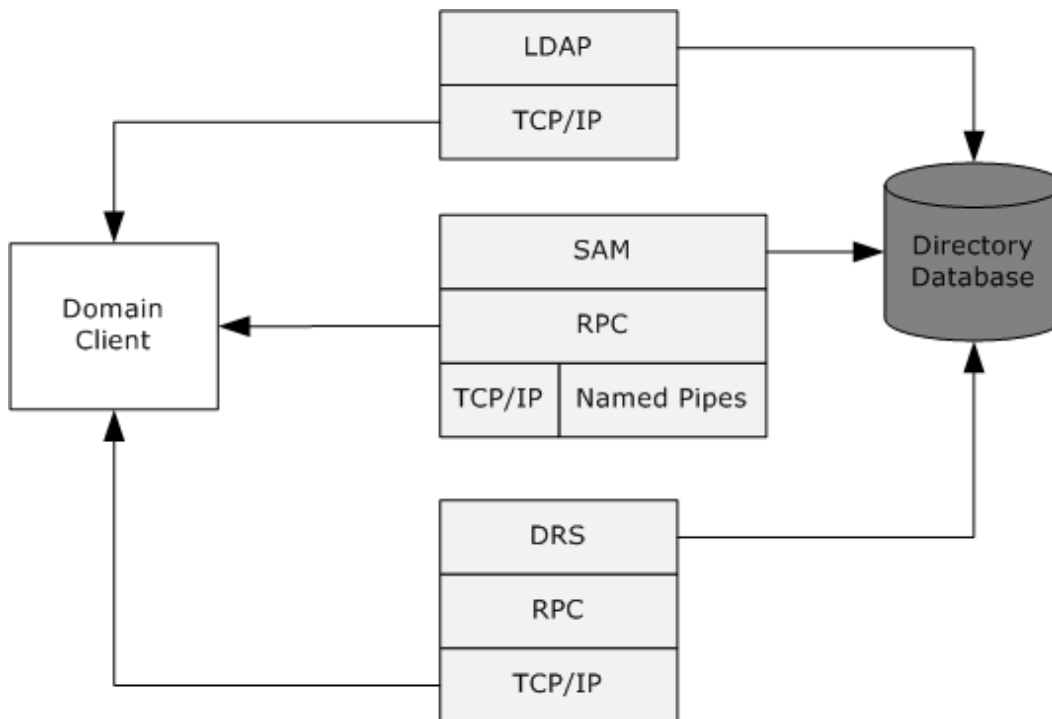 LDAP
TCP/IP
SAM
RPC
TCP/IP
Named Pipes
Domain
Client
Directory
Database
DRS
RPC
TCP/IP